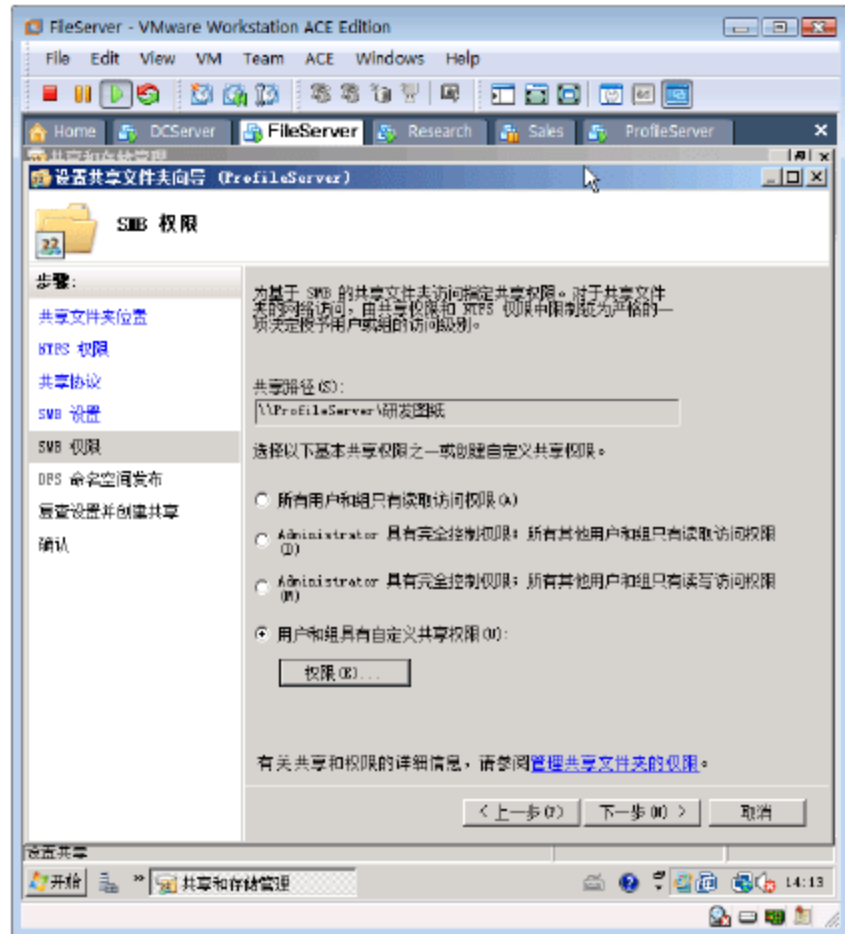 FileServer - VMware Workstation ACE Edition
File Edit View VM Team ACE Windows Help
Home DCServer FileServer Research Sales ProfileServer
共享和存储管理
设置共享文件夹向导 (ProfileServer)
SMB 权限
步骤:
共享文件夹位置
NTFS 权限
共享协议
SMB 设置
SMB 权限
DFS 命名空间发布
复查设置并创建共享
确认
为基于 SMB 的共享文件夹访问指定共享权限。对于共享文件
夹的网络访问，由共享权限和 NTFS 权限中限制较为严格的一
项决定授予用户或组的访问级别。
共享路径(S):
\\ProfileServer\研发图纸
选择以下基本共享权限之一或创建自定义共享权限。
所有用户和组只有读取访问权限(A)
Administrator 具有完全控制权限；所有其他用户和组只有读取访问权限
(D)
Administrator 具有完全控制权限；所有其他用户和组只有读写访问权限
(M)
用户和组具有自定义共享权限(U):
权限(E)...
有关共享和权限的详细信息，请参阅管理共享文件夹的权限。
< 上一步(P) 下一步(N) > 取消
设置共享
开始 » 共享和存储管理 14:13